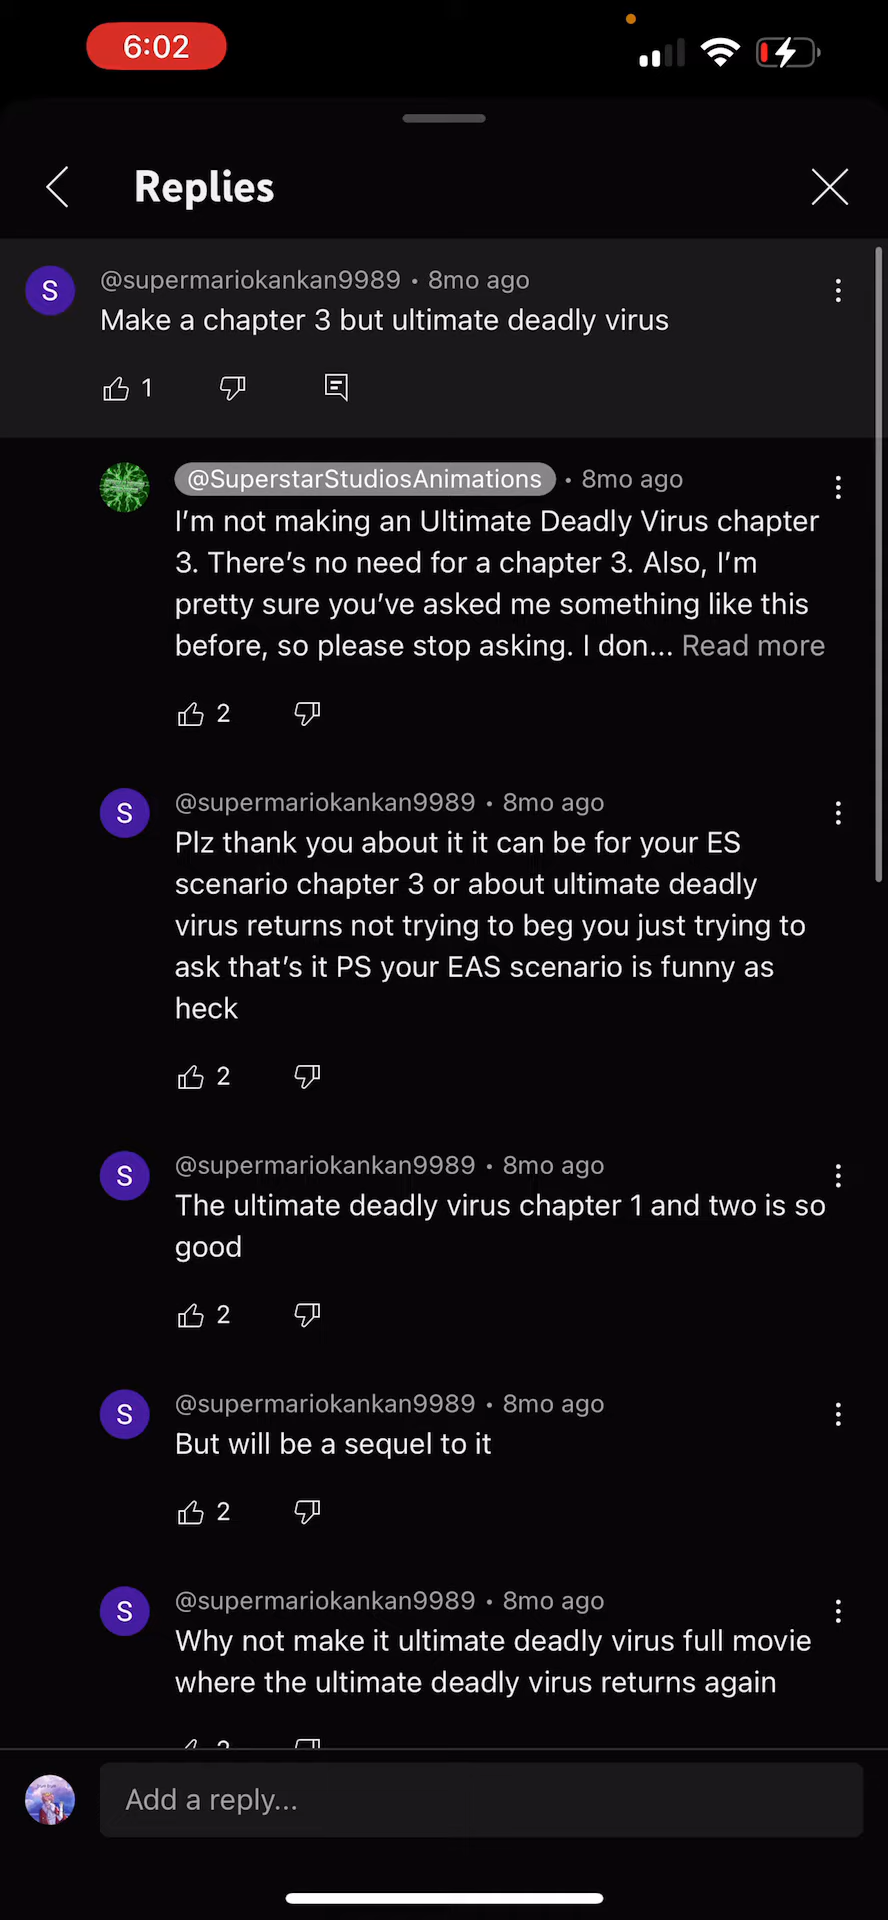 6:02
Replies
S
@supermariokankan9989 • 8mo ago
Make a chapter 3 but ultimate deadly virus
1
@SuperstarStudiosAnimations • 8mo ago
I'm not making an Ultimate Deadly Virus chapter
3. There's no need for a chapter 3. Also, I'm
pretty sure you've asked me something like this
before, so please stop asking. I don... Read more
2
S
@supermariokankan9989 • 8mo ago
Plz thank you about it it can be for your ES
scenario chapter 3 or about ultimate deadly
virus returns not trying to beg you just trying to
ask that's it PS your EAS scenario is funny as
heck
2
S
@supermariokankan9989 • 8mo ago
The ultimate deadly virus chapter 1 and two is so
good
2
S
@supermariokankan9989 • 8mo ago
But will be a sequel to it
2
S
@supermariokankan9989 • 8mo ago
Why not make it ultimate deadly virus full movie
where the ultimate deadly virus returns again
Add a reply...